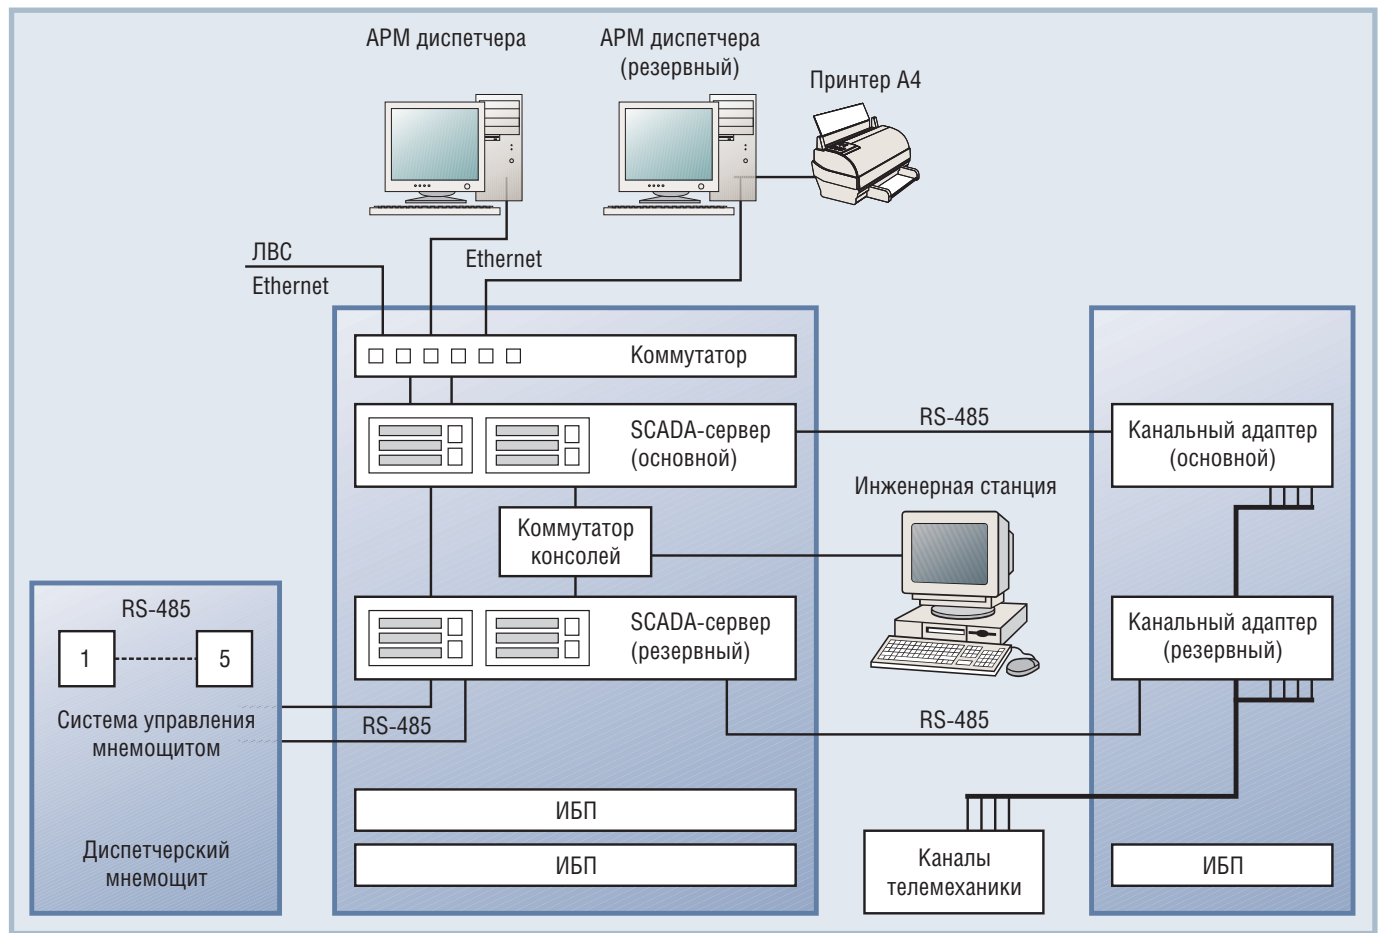 АРМ диспетчера
АРМ диспетчера
(резервный)
Принтер А4
ЛВС
Ethernet
Ethernet
Коммутатор
SCADA-сервер
(основной)
RS-485
Канальный адаптер
(основной)
Инженерная станция
Коммутатор
консолей
RS-485
1
5
SCADA-сервер
(резервный)
Канальный адаптер
(резервный)
Система управления
мнемощитом
RS-485
RS-485
ИБП
ИБП
Диспетчерский
мнемощит
Каналы
телемеханики
ИБП